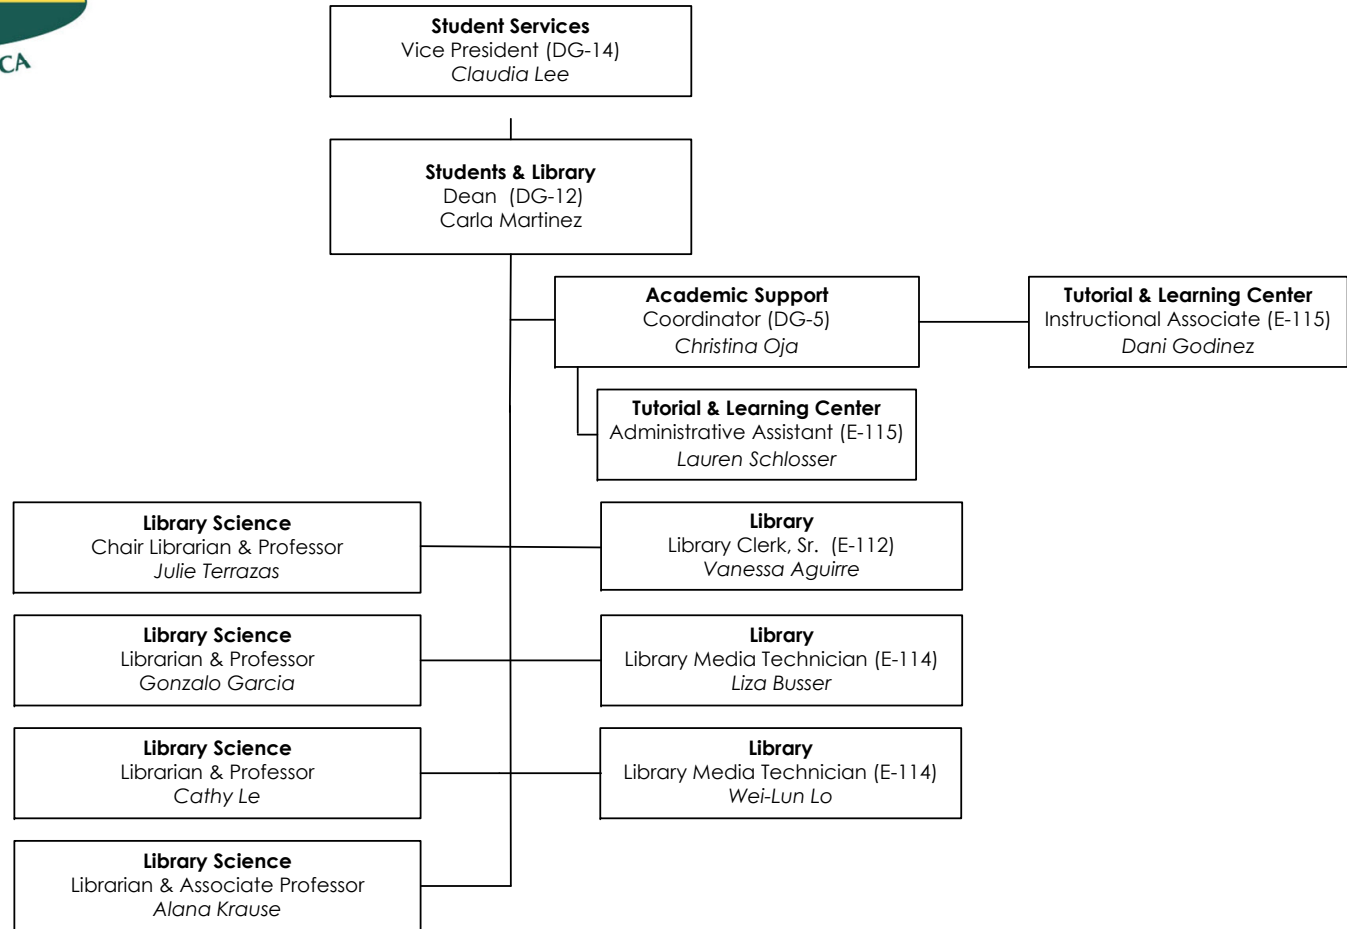 CA
Student Services
Vice President (DG-14)
Claudia Lee
Students & Library
Dean (DG-12)
Carla Martinez
Academic Support
Coordinator (DG-5)
Christina Oja
Tutorial & Learning Center
Instructional Associate (E-115)
Dani Godinez
Tutorial & Learning Center
Administrative Assistant (E-115)
Lauren Schlosser
Library Science
Chair Librarian & Professor
Julie Terrazas
Library
Library Clerk, Sr. (E-112)
Vanessa Aguirre
Library Science
Librarian & Professor
Gonzalo Garcia
Library
Library Media Technician (E-114)
Liza Busser
Library Science
Librarian & Professor
Cathy Le
Library
Library Media Technician (E-114)
Wei-Lun Lo
Library Science
Librarian & Associate Professor
Alana Krause